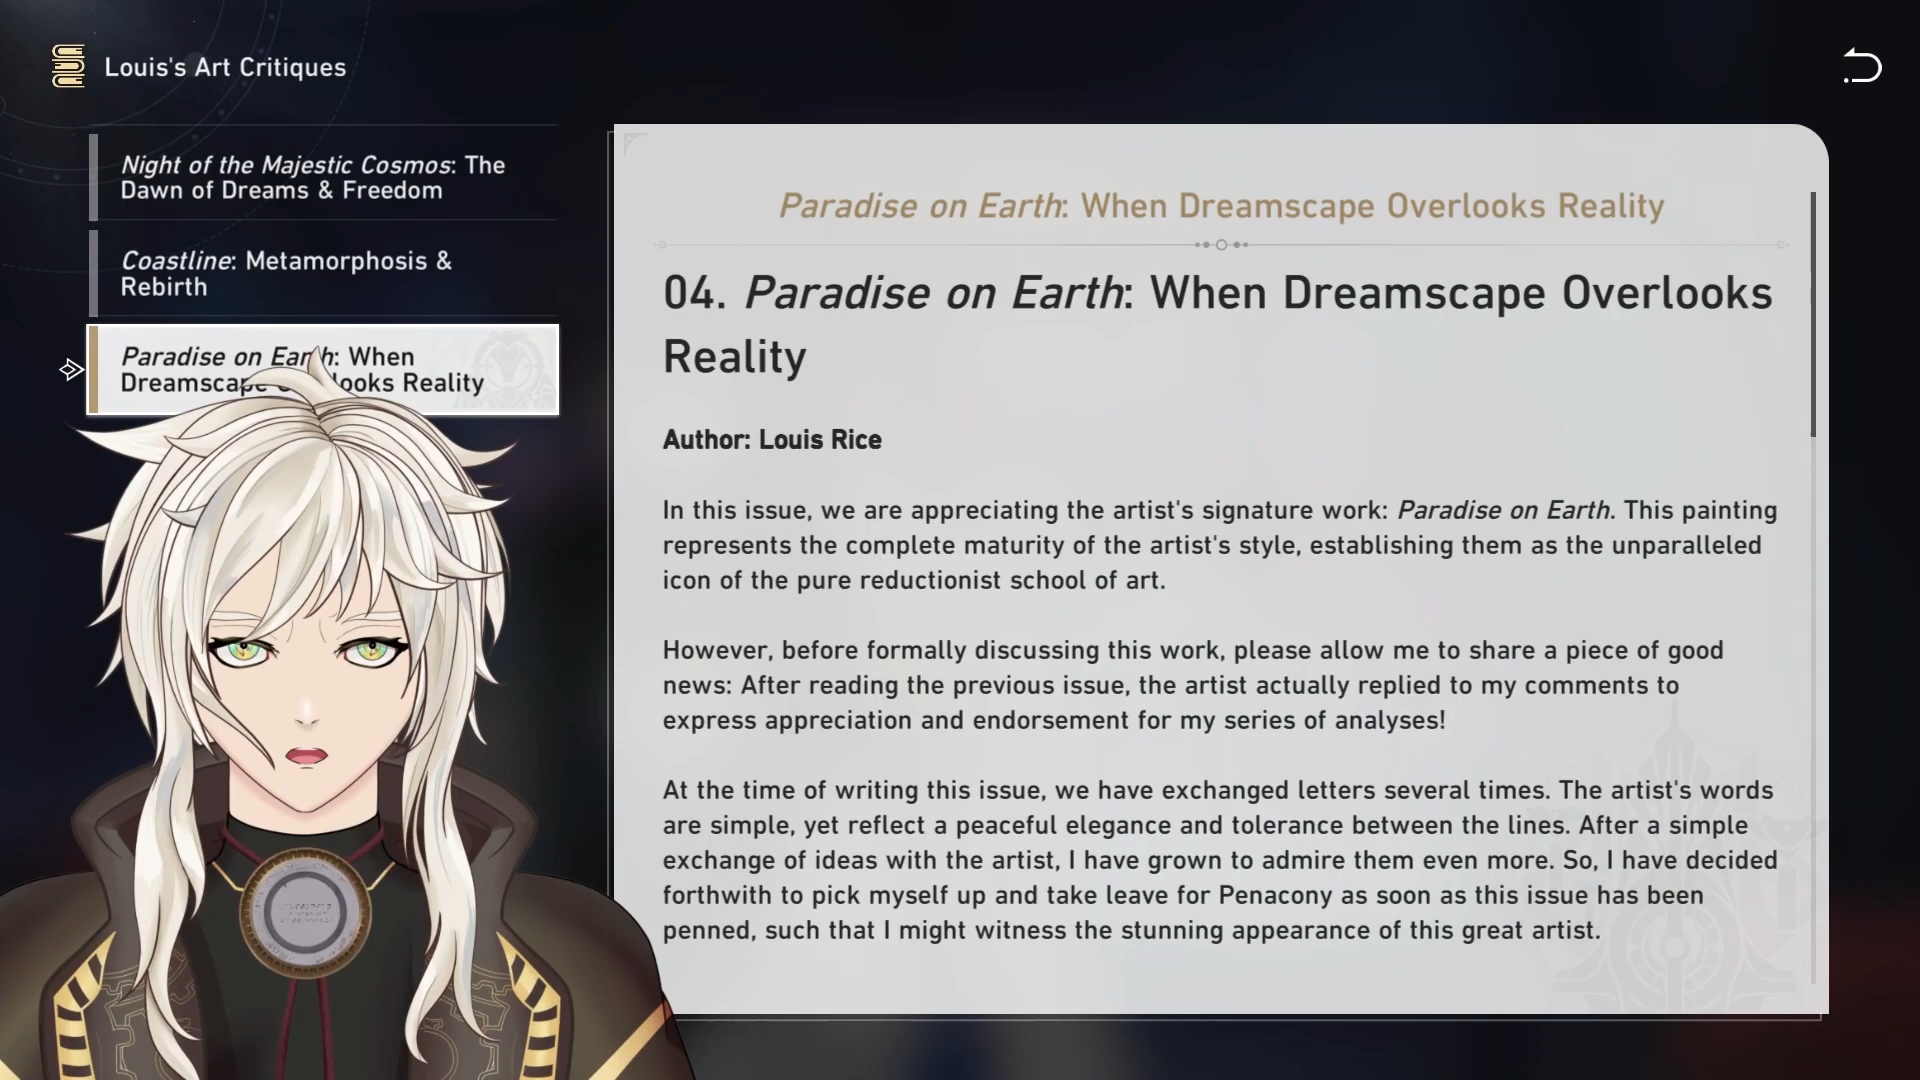 Louis's Art Critiques
Night of the Majestic Cosmos: The
Dawn of Dreams & Freedom
Coastline: Metamorphosis &
Rebirth
Paradise on Earth: When
Dreamscape Overlooks Reality
Paradise on Earth: When Dreamscape Overlooks Reality
04. Paradise on Earth: When Dreamscape Overlooks
Reality
Author: Louis Rice
In this issue, we are appreciating the artist's signature work: Paradise on Earth. This painting
represents the complete maturity of the artist's style, establishing them as the unparalleled
icon of the pure reductionist school of art.
However, before formally discussing this work, please allow me to share a piece of good
news: After reading the previous issue, the artist actually replied to my comments to
express appreciation and endorsement for my series of analyses!
At the time of writing this issue, we have exchanged letters several times. The artist's words
are simple, yet reflect a peaceful elegance and tolerance between the lines. After a simple
exchange of ideas with the artist, I have grown to admire them even more. So, I have decided
forthwith to pick myself up and take leave for Penacony as soon as this issue has been
penned, such that I might witness the stunning appearance of this great artist.